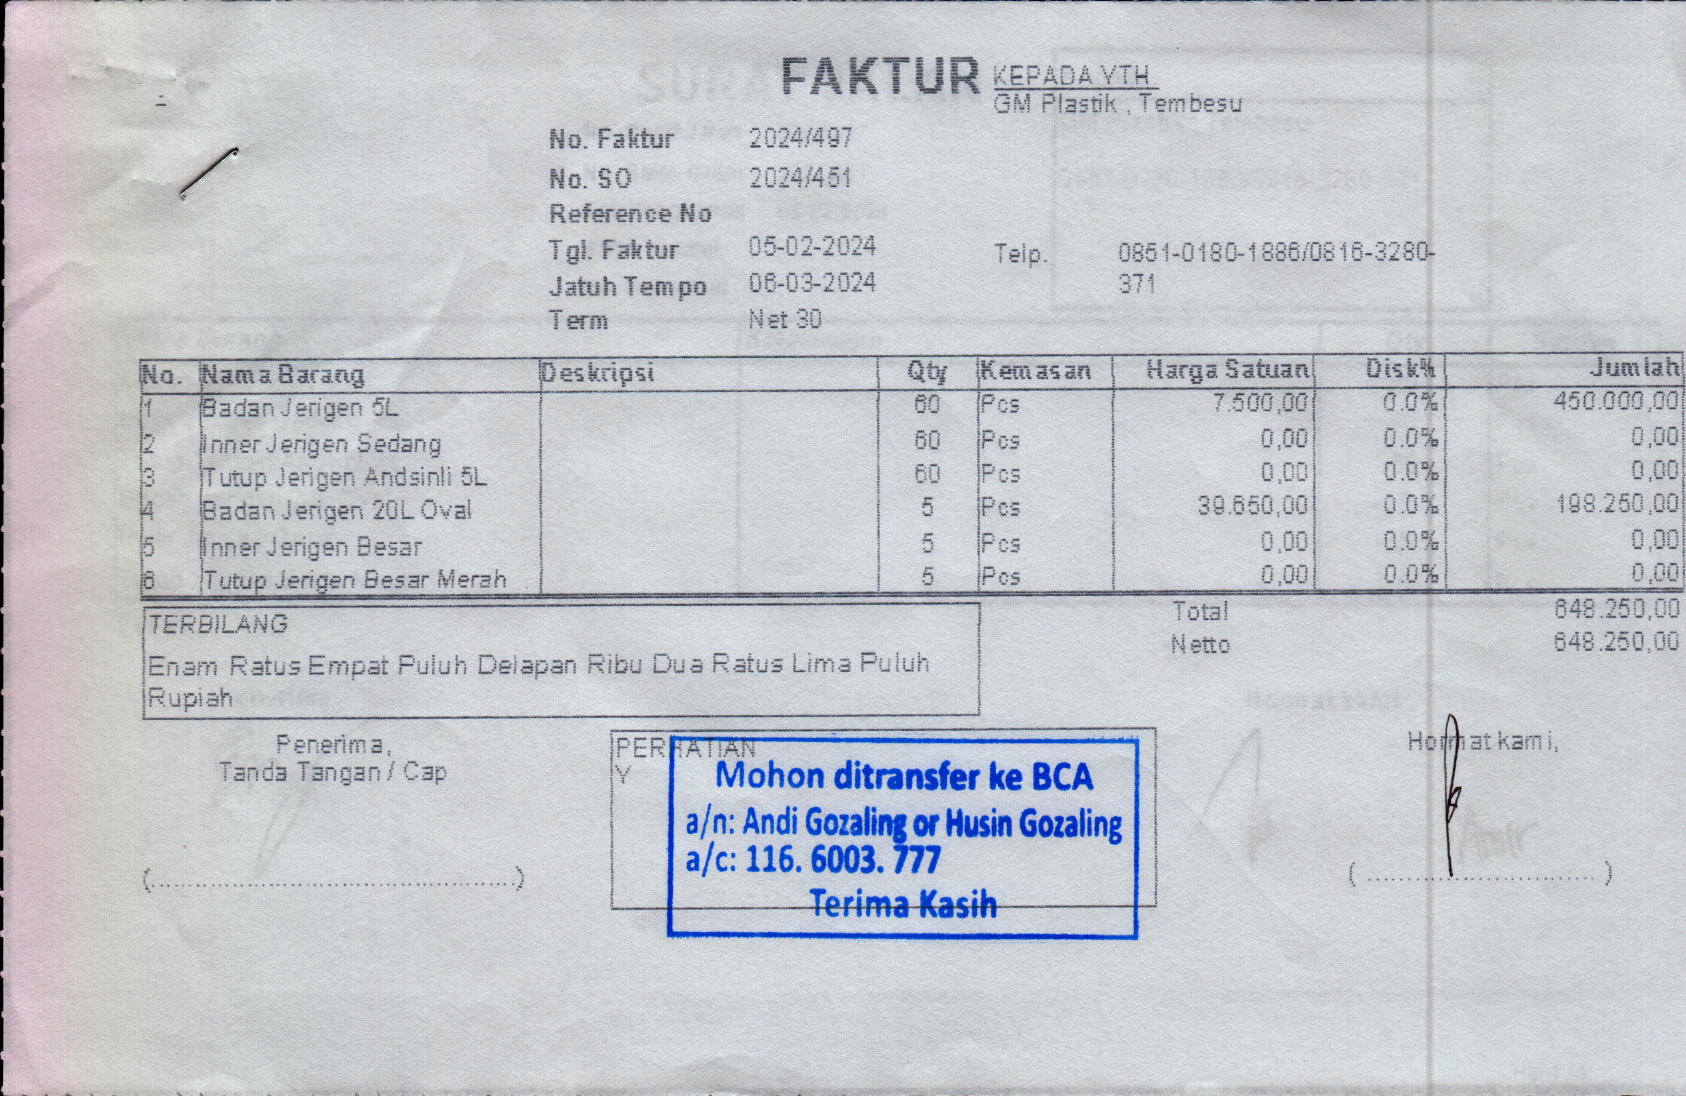 FAKTUR
KEPADA YTH
GM Plastik , Tembesu
No. Faktur 2024/497
No. SO 2024/451
Reference No
Tgl. Faktur 05-02-2024
Telp. 0851-0180-1886/0816-3280-
371
Jatuh Tempo 06-03-2024
Term Net 30
No. Nama Barang Deskripsi Qty Kemasan Harga Satuan Disk% Jumlah
1 Badan Jerigen 5L 60 Pcs 7.500,00 0.0% 450.000,00
2 Inner Jerigen Sedang 60 Pcs 0,00 0.0% 0,00
3 Tutup Jerigen Andsinli 5L 60 Pcs 0,00 0.0% 0,00
4 Badan Jerigen 20L Oval 5 Pcs 39.650,00 0.0% 198.250,00
5 Inner Jerigen Besar 5 Pcs 0,00 0.0% 0,00
6 Tutup Jerigen Besar Merah 5 Pcs 0,00 0.0% 0,00
Total 648.250,00
Netto 648.250,00
TERBILANG
Enam Ratus Empat Puluh Delapan Ribu Dua Ratus Lima Puluh
Rupiah
Penerima,
Tanda Tangan / Cap
(..................................................)
PERHATIAN
Y
Mohon ditransfer ke BCA
a/n: Andi Gozaling or Husin Gozaling
a/c: 116. 6003. 777
Terima Kasih
Hormat kami,
( ............................... )